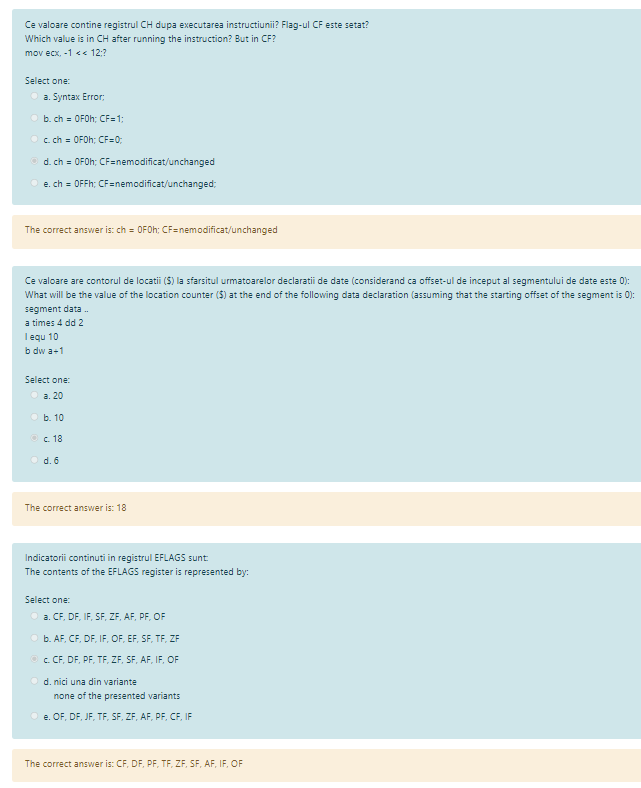 Ce valoare contine registrul CH dupa executarea instructiunii? Flag-ul CF este setat?
Which value is in CH after running the instruction? But in CF?
mov ecx, -1 << 12;?
Select one:
a. Syntax Error;
b. ch = 0F0h; CF=1;
c. ch = 0F0h; CF=0;
d. ch = 0F0h; CF=nemodificat/unchanged
e. ch = 0FFh; CF=nemodificat/unchanged;
The correct answer is: ch = 0F0h; CF=nemodificat/unchanged
Ce valoare are contorul de locatii ($) la sfarsitul urmatoarelor declaratii de date (considerand ca offset-ul de inceput al segmentului de date este 0):
What will be the value of the location counter ($) at the end of the following data declaration (assuming that the starting offset of the segment is 0):
segment data ..
a times 4 dd 2
l equ 10
b dw a+1
Select one:
a. 20
b. 10
c. 18
d. 6
The correct answer is: 18
Indicatorii continuti in registrul EFLAGS sunt:
The contents of the EFLAGS register is represented by:
Select one:
a. CF, DF, IF, SF, ZF, AF, PF, OF
b. AF, CF, DF, IF, OF, EF, SF, TF, ZF
c. CF, DF, PF, TF, ZF, SF, AF, IF, OF
d. nici una din variante
none of the presented variants
e. OF, DF, JF, TF, SF, ZF, AF, PF, CF, IF
The correct answer is: CF, DF, PF, TF, ZF, SF, AF, IF, OF